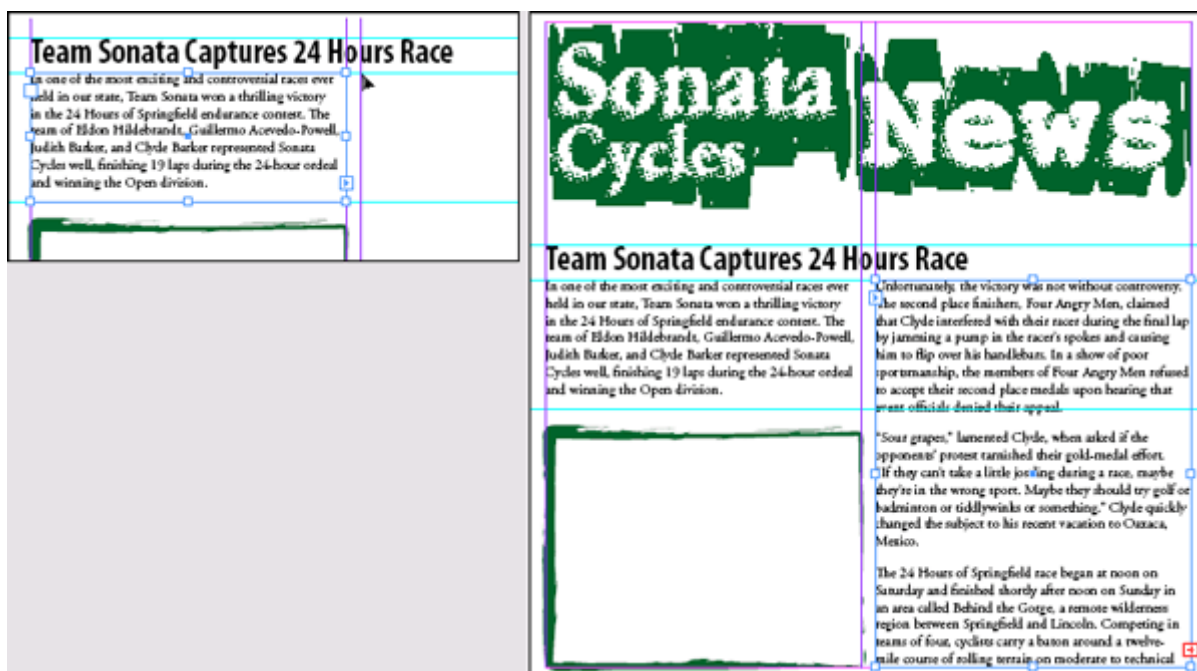 Team Sonata Captures 24 Hours Race
In one of the most exciting and controversial races ever
held in our state, Team Sonata won a thrilling victory
in the 24 Hours of Springfield endurance contest. The
team of Eldon Hildebrandt, Guillermo Acevedo-Powell,
Judith Barker, and Clyde Barker represented Sonata
Cycles well, finishing 19 laps during the 24-hour ordeal
and winning the Open division.
Sonata
Cycles
News
Team Sonata Captures 24 Hours Race
In one of the most exciting and controversial races ever
held in our state, Team Sonata won a thrilling victory
in the 24 Hours of Springfield endurance contest. The
team of Eldon Hildebrandt, Guillermo Acevedo-Powell,
Judith Barker, and Clyde Barker represented Sonata
Cycles well, finishing 19 laps during the 24-hour ordeal
and winning the Open division.
Unfortunately, the victory was not without controversy.
The second place finishers, Four Angry Men, claimed
that Clyde interfered with their racer during the final lap
by jamming a pump in the racer's spokes and causing
him to flip over his handlebars. In a show of poor
sportsmanship, the members of Four Angry Men refused
to accept their second place medals upon hearing that
event officials denied their appeal.
"Sour grapes," lamented Clyde, when asked if the
opponents' protest tarnished their gold-medal effort.
"If they can't take a little jostling during a race, maybe
they're in the wrong sport. Maybe they should try golf or
badminton or tiddlywinks or something." Clyde quickly
changed the subject to his recent vacation to Oaxaca,
Mexico.
The 24 Hours of Springfield race began at noon on
Saturday and finished shortly after noon on Sunday in
an area called Behind the Gorge, a remote wilderness
region between Springfield and Lincoln. Competing in
teams of four, cyclists carry a baton around a twelve-
mile course of rolling terrain on moderate to technical